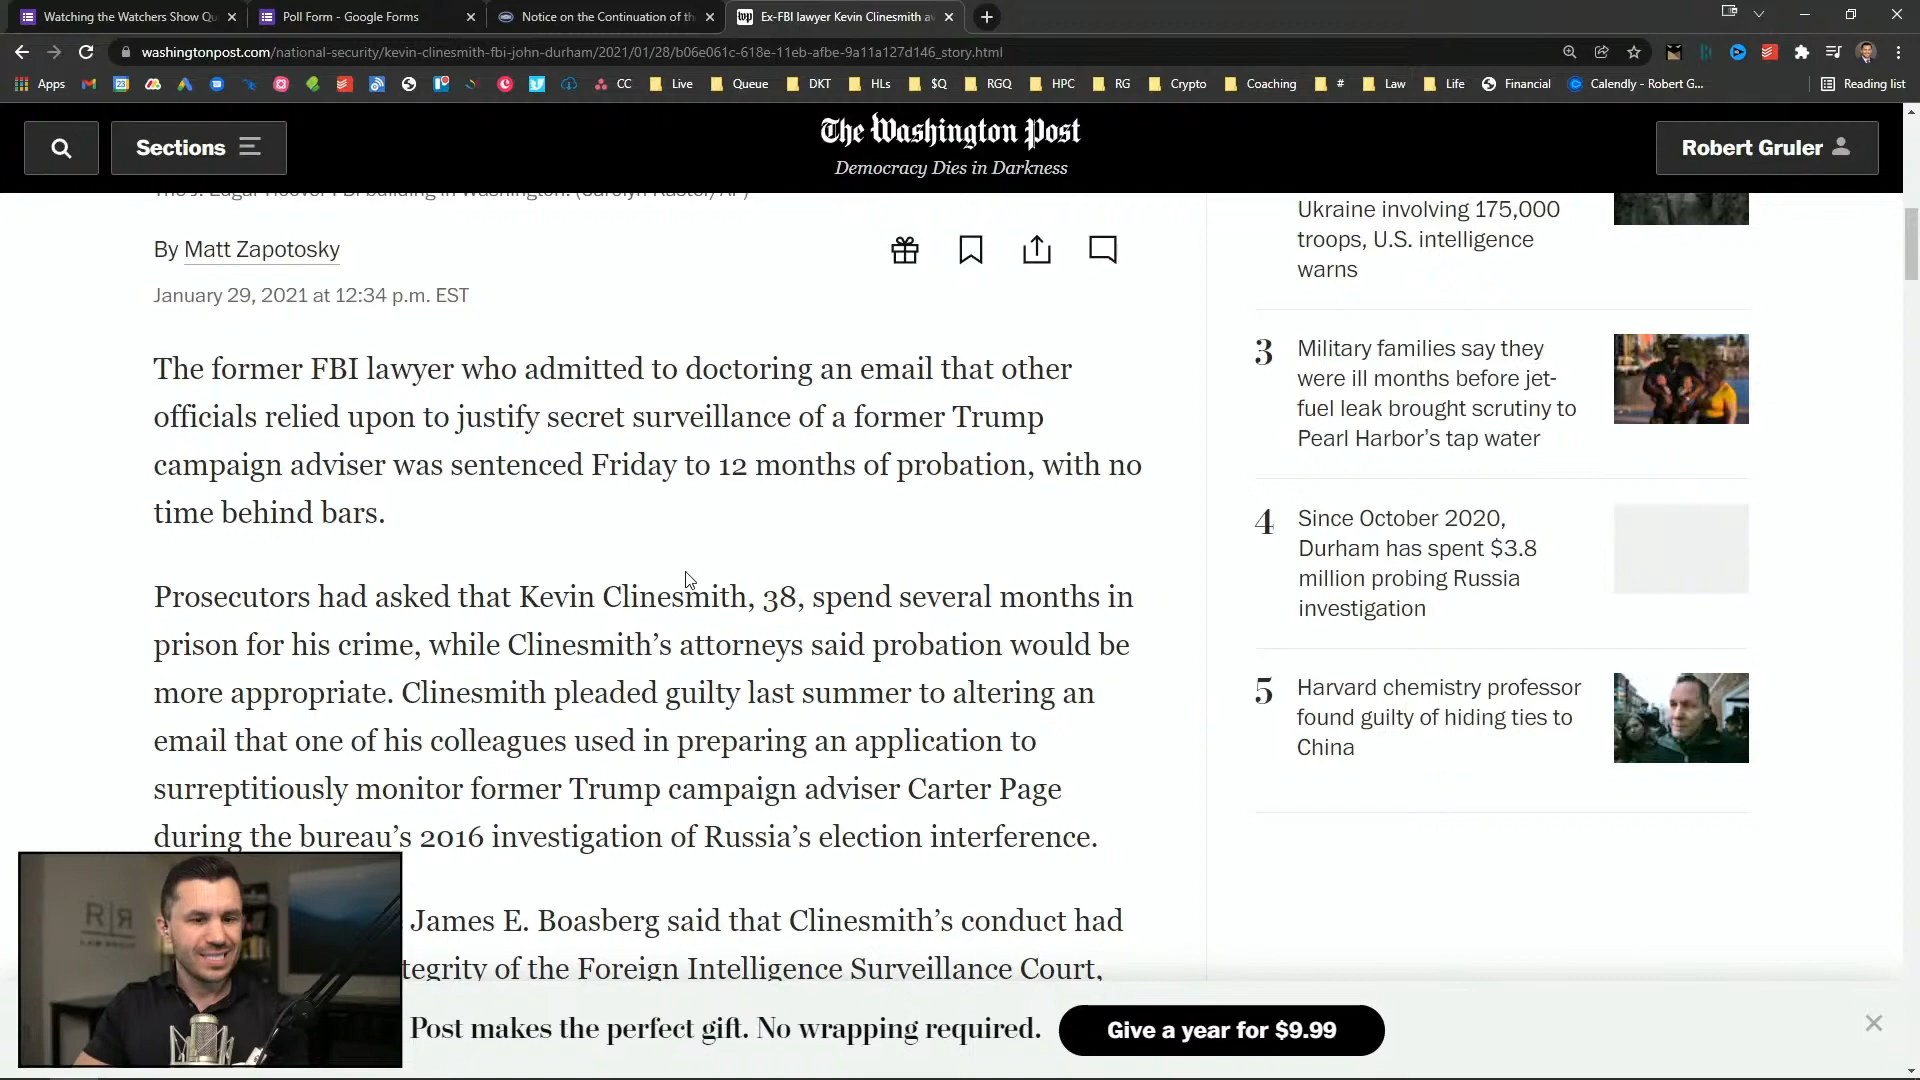 Watching the Watchers Show Qu
Poll Form - Google Forms
Notice on the Continuation of th
Ex-FBI lawyer Kevin Clinesmith av
washingtonpost.com/national-security/kevin-clinesmith-fbi-john-durham/2021/01/28/b06e061c-618e-11eb-afbe-9a11a127d146_story.html
Apps CC Live Queue DKT HLs $Q RGQ HPC RG Crypto Coaching # Law Life Financial Calendly - Robert G... Reading list
Sections
The Washington Post
Democracy Dies in Darkness
Robert Gruler
The J. Edgar Hoover FBI building in Washington. (Carolyn Kaster/AP)
By Matt Zapotosky
January 29, 2021 at 12:34 p.m. EST
The former FBI lawyer who admitted to doctoring an email that other
officials relied upon to justify secret surveillance of a former Trump
campaign adviser was sentenced Friday to 12 months of probation, with no
time behind bars.
Prosecutors had asked that Kevin Clinesmith, 38, spend several months in
prison for his crime, while Clinesmith’s attorneys said probation would be
more appropriate. Clinesmith pleaded guilty last summer to altering an
email that one of his colleagues used in preparing an application to
surreptitiously monitor former Trump campaign adviser Carter Page
during the bureau’s 2016 investigation of Russia’s election interference.
James E. Boasberg said that Clinesmith’s conduct had
tegrity of the Foreign Intelligence Surveillance Court,
Ukraine involving 175,000
troops, U.S. intelligence
warns
3
Military families say they
were ill months before jet-
fuel leak brought scrutiny to
Pearl Harbor’s tap water
4
Since October 2020,
Durham has spent $3.8
million probing Russia
investigation
5
Harvard chemistry professor
found guilty of hiding ties to
China
R|R
LAW GROUP
Post makes the perfect gift. No wrapping required.
Give a year for $9.99